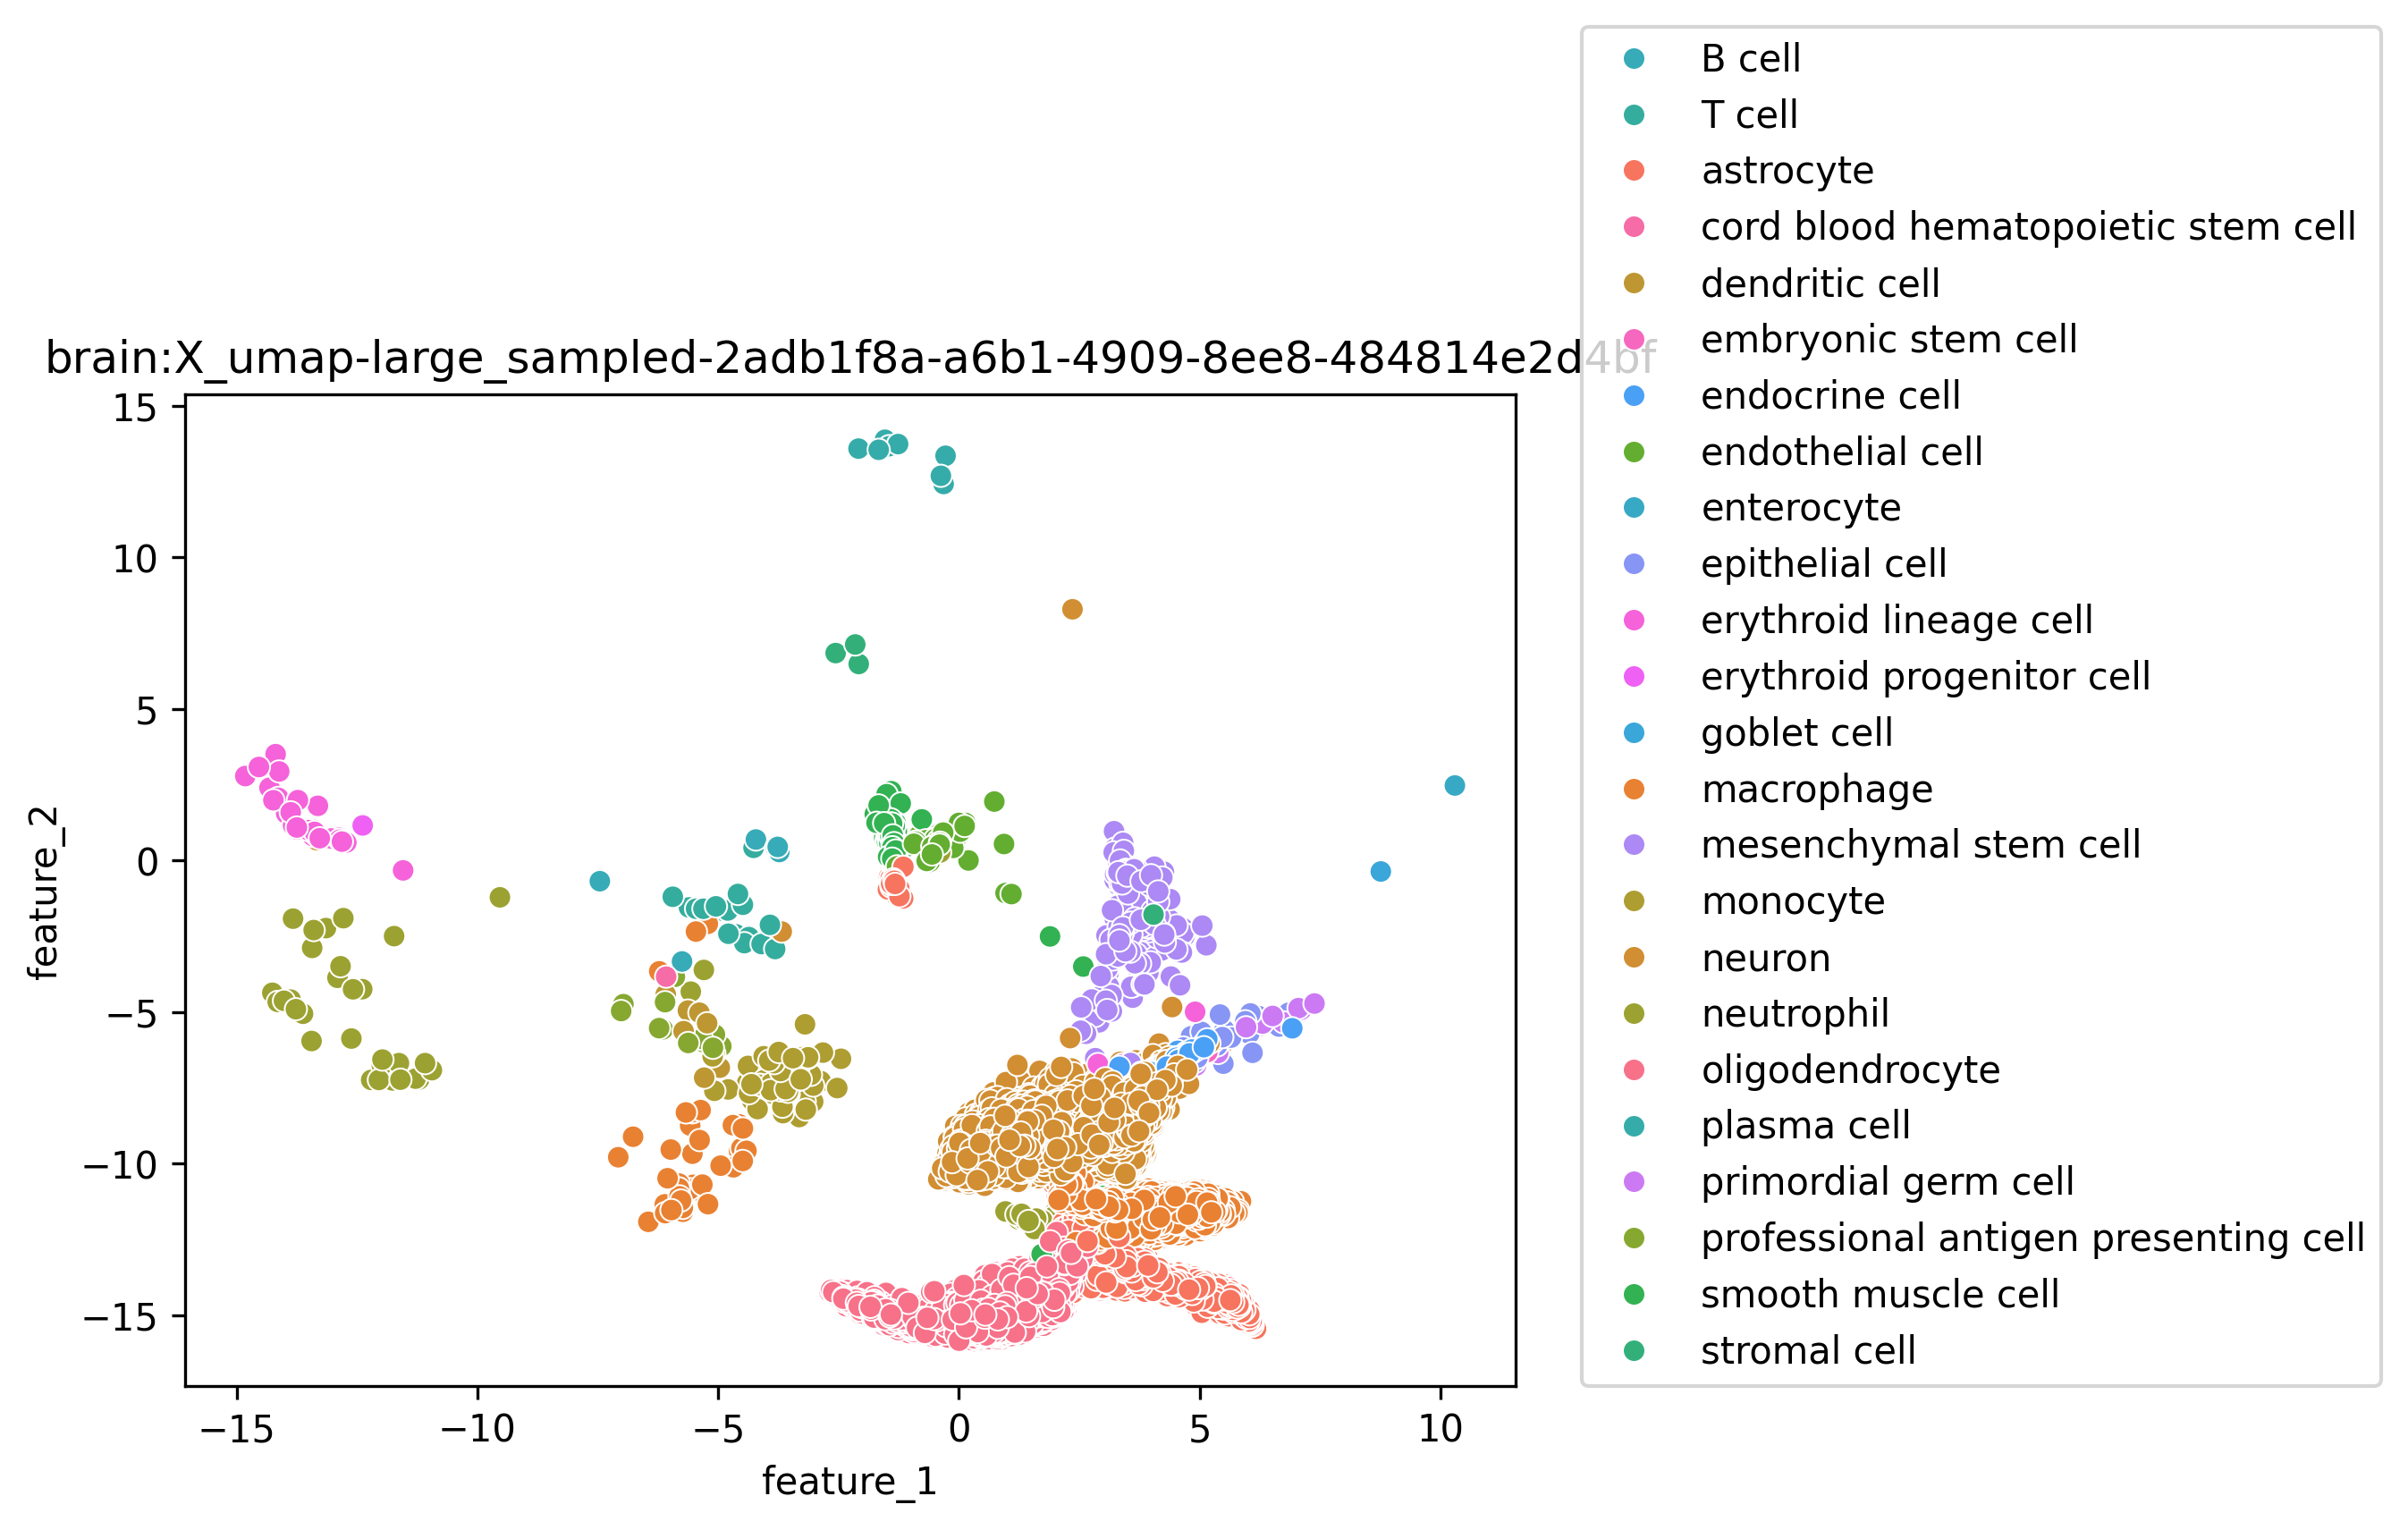 brain:X_umap-large_sampled-2adb1f8a-a6b1-4909-8ee8-484814e2d4bf
15
10
5
0
−5
−10
−15
feature_2
−15
−10
−5
0
5
10
feature_1
B cell
T cell
astrocyte
cord blood hematopoietic stem cell
dendritic cell
embryonic stem cell
endocrine cell
endothelial cell
enterocyte
epithelial cell
erythroid lineage cell
erythroid progenitor cell
goblet cell
macrophage
mesenchymal stem cell
monocyte
neuron
neutrophil
oligodendrocyte
plasma cell
primordial germ cell
professional antigen presenting cell
smooth muscle cell
stromal cell